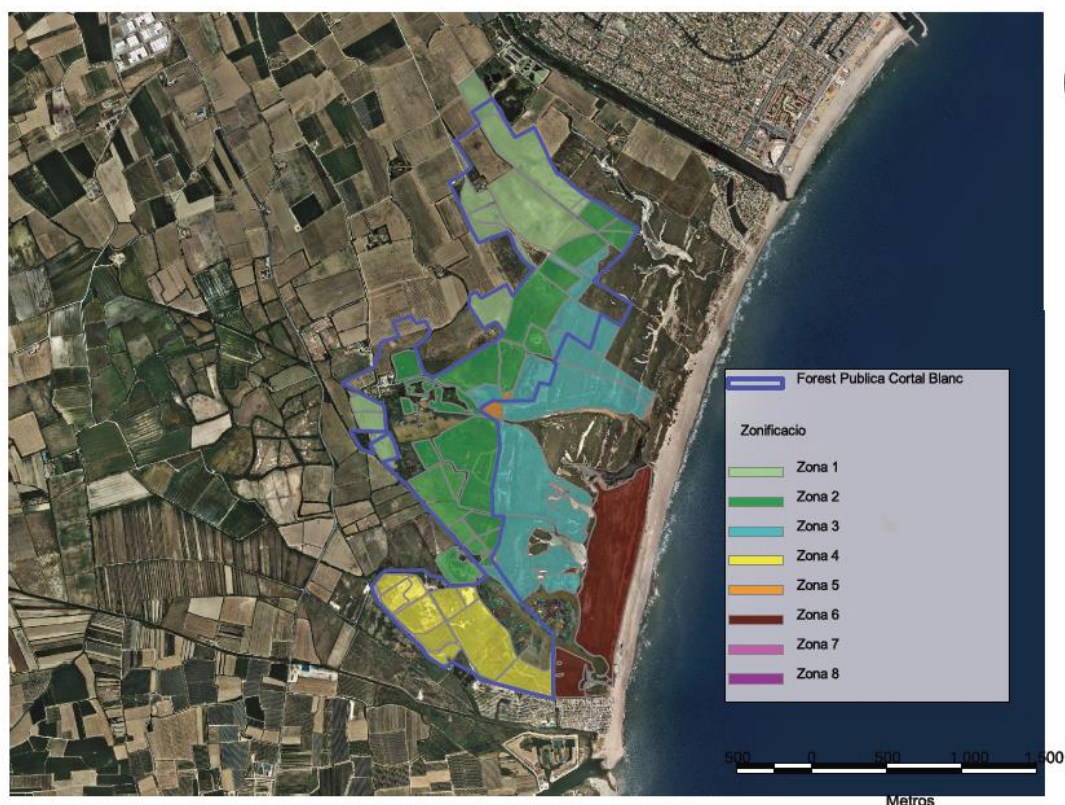 Forest Publica Cortal Blanc
Zonificacio
Zona 1
Zona 2
Zona 3
Zona 4
Zona 5
Zona 6
Zona 7
Zona 8
500 0 500 1.000 1.500
Metros